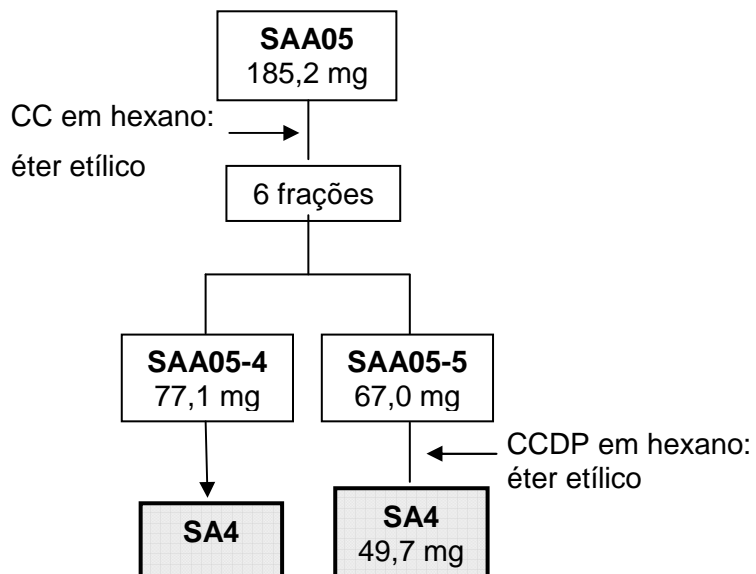 SAA05
185,2 mg
CC em hexano:
éter etílico
6 frações
SAA05-4
77,1 mg
SAA05-5
67,0 mg
CCDP em hexano:
éter etílico
SA4
SA4
49,7 mg